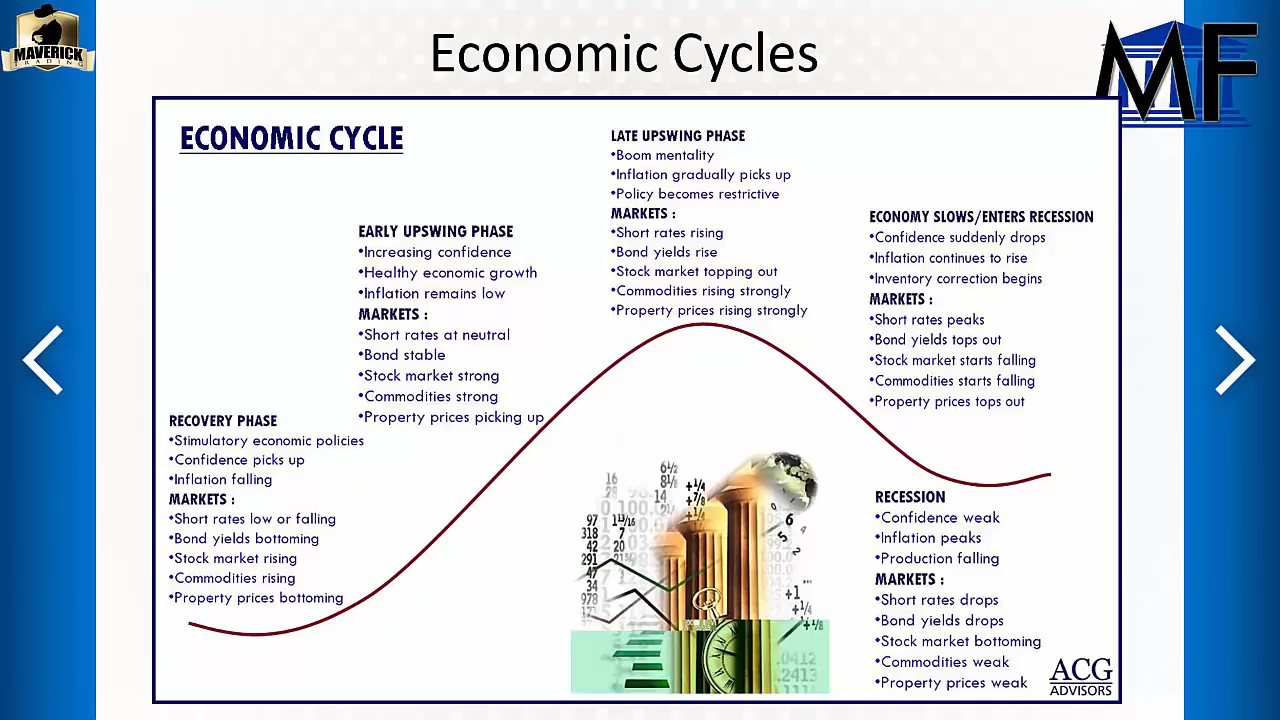 MAVERICK
TRADING
Economic Cycles
MF
ECONOMIC CYCLE
RECOVERY PHASE
•Stimulatory economic policies
•Confidence picks up
•Inflation falling
MARKETS :
•Short rates low or falling
•Bond yields bottoming
•Stock market rising
•Commodities rising
•Property prices bottoming
EARLY UPSWING PHASE
•Increasing confidence
•Healthy economic growth
•Inflation remains low
MARKETS :
•Short rates at neutral
•Bond stable
•Stock market strong
•Commodities strong
•Property prices picking up
LATE UPSWING PHASE
•Boom mentality
•Inflation gradually picks up
•Policy becomes restrictive
MARKETS :
•Short rates rising
•Bond yields rise
•Stock market topping out
•Commodities rising strongly
•Property prices rising strongly
ECONOMY SLOWS/ENTERS RECESSION
•Confidence suddenly drops
•Inflation continues to rise
•Inventory correction begins
MARKETS :
•Short rates peaks
•Bond yields tops out
•Stock market starts falling
•Commodities starts falling
•Property prices tops out
RECESSION
•Confidence weak
•Inflation peaks
•Production falling
MARKETS :
•Short rates drops
•Bond yields drops
•Stock market bottoming
•Commodities weak
•Property prices weak
ACG
ADVISORS